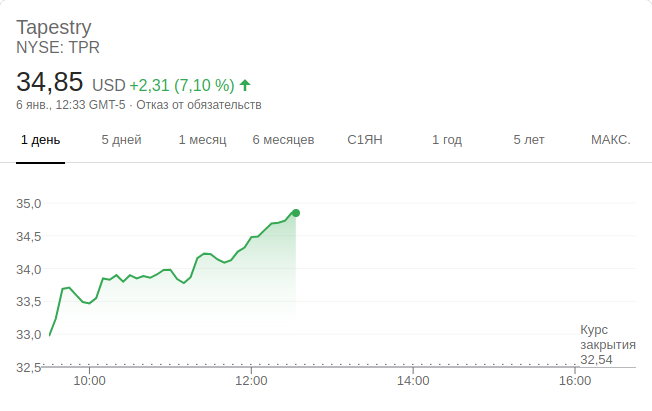 Tapestry
NYSE: TPR
34,85 USD +2,31 (7,10 %)
6 янв., 12:33 GMT-5 · Отказ от обязательств
1 день 5 дней 1 месяц 6 месяцев С1ЯН 1 год 5 лет МАКС.
35,0
34,5
34,0
33,5
33,0
32,5
Курс
закрытия
32,54
10:00 12:00 14:00 16:00